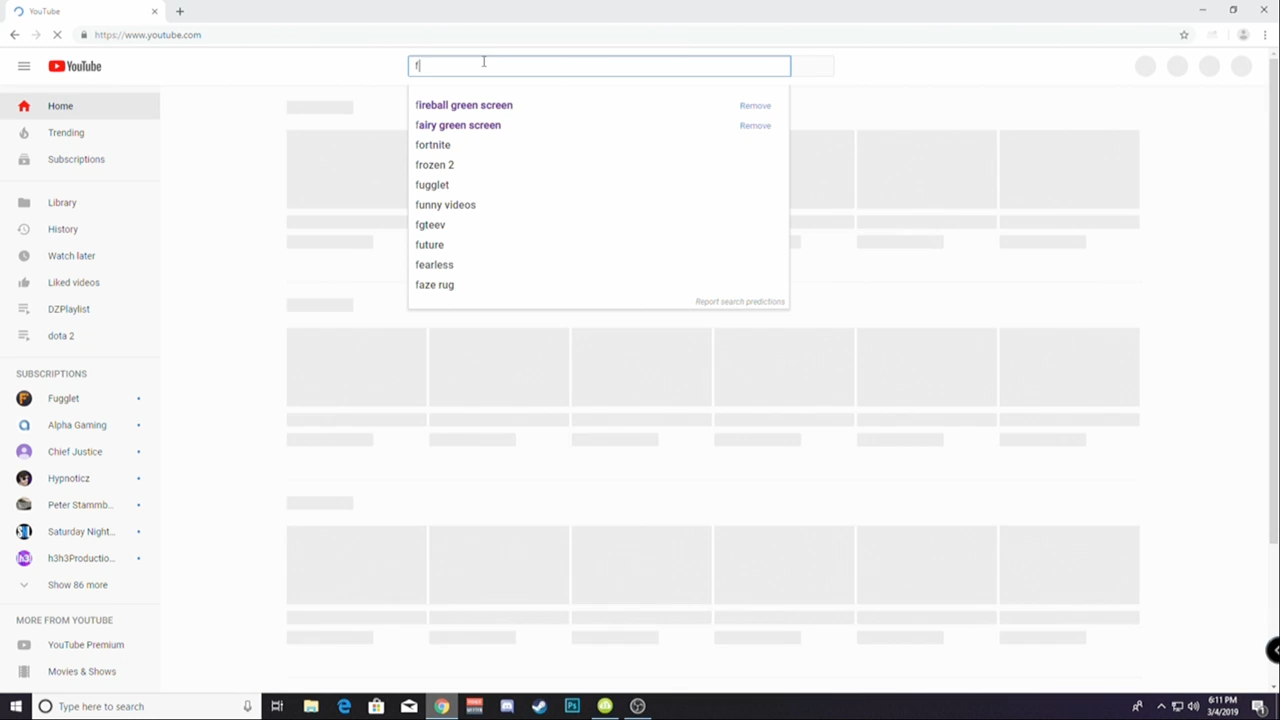 YouTube
https://www.youtube.com
YouTube
f
Home
Trending
Subscriptions
Library
History
Watch later
Liked videos
DZPlaylist
dota 2
SUBSCRIPTIONS
Fugglet
Alpha Gaming
Chief Justice
Hypnoticz
Peter Stammb...
Saturday Night...
h3h3Productio...
Show 86 more
MORE FROM YOUTUBE
YouTube Premium
Movies & Shows
fireball green screen Remove
fairy green screen Remove
fortnite
frozen 2
fugglet
funny videos
fgteev
future
fearless
faze rug
Report search predictions
Type here to search
Ps
6:11 PM
3/4/2019